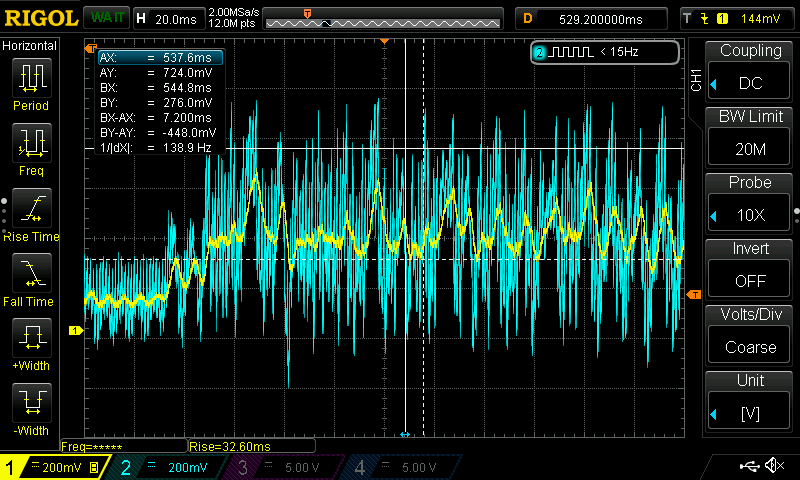 RIGOL WAIT H 20.0ms 2.00MSa/s 12.0M pts T D 529.200000ms T 1 144mV
Horizontal
Period
Freq
Rise Time
Fall Time
+Width
-Width
T
AX: = 537.6ms
AY: = 724.0mV
BX: = 544.8ms
BY: = 276.0mV
BX-AX: = 7.200ms
BY-AY: = -448.0mV
1/|dX|: = 138.9 Hz
2 < 15Hz
1
T
Freq=***** Rise=32.60ms
CH1
Coupling
DC
BW Limit
20M
Probe
10X
Invert
OFF
Volts/Div
Coarse
Unit
[V]
1 = 200mV B 2 = 200mV 3 = 5.00 V 4 = 5.00 V